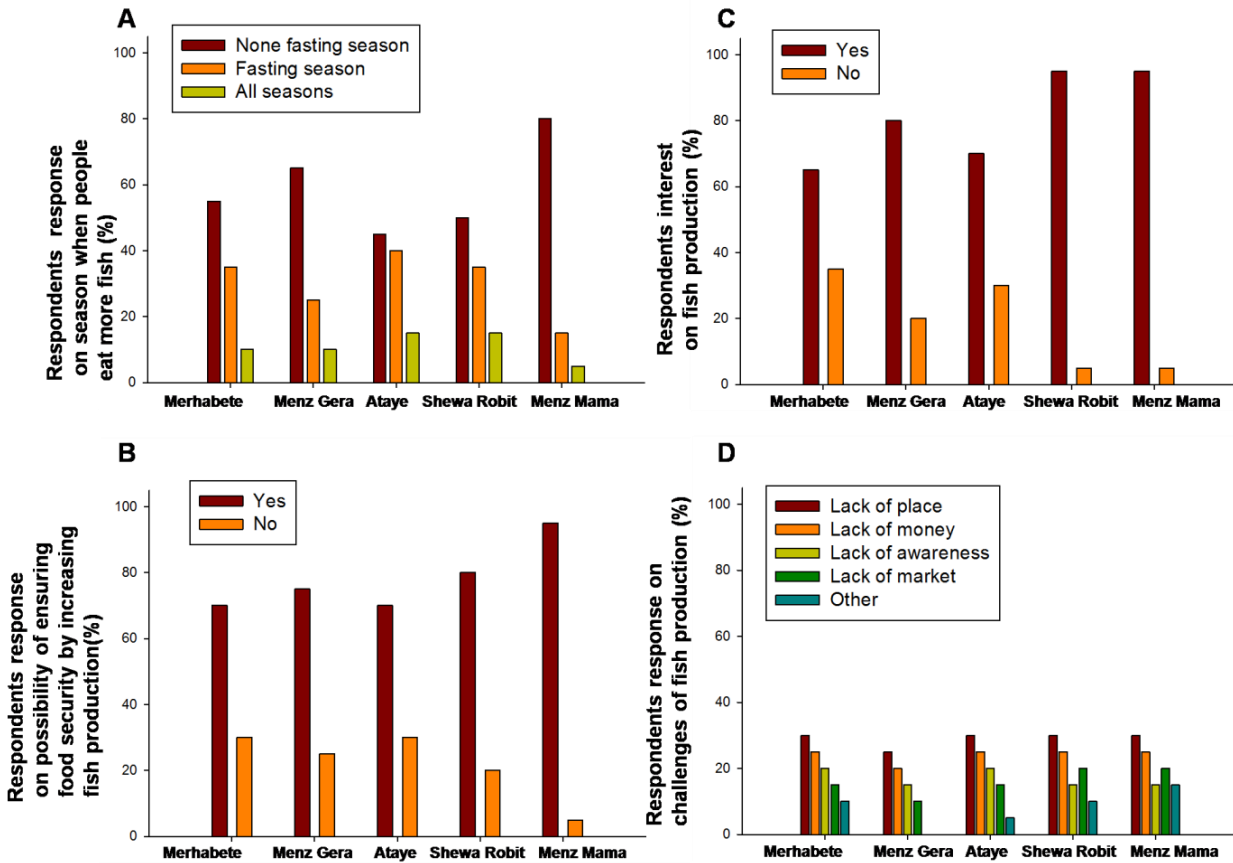 A
None fasting season
Fasting season
All seasons
Respondents response
on season when people
eat more fish (%)
100
80
60
40
20
0
Merhabete Menz Gera Ataye Shewa Robit Menz Mama
C
Yes
No
Respondents interest
on fish production (%)
100
80
60
40
20
0
Merhabete Menz Gera Ataye Shewa Robit Menz Mama
B
Yes
No
Respondents response
on possibility of ensuring
food security by increasing
fish production(%)
100
80
60
40
20
0
Merhabete Menz Gera Ataye Shewa Robit Menz Mama
D
Lack of place
Lack of money
Lack of awareness
Lack of market
Other
Respondents response on
challenges of fish production (%)
100
80
60
40
20
0
Merhabete Menz Gera Ataye Shewa Robit Menz Mama